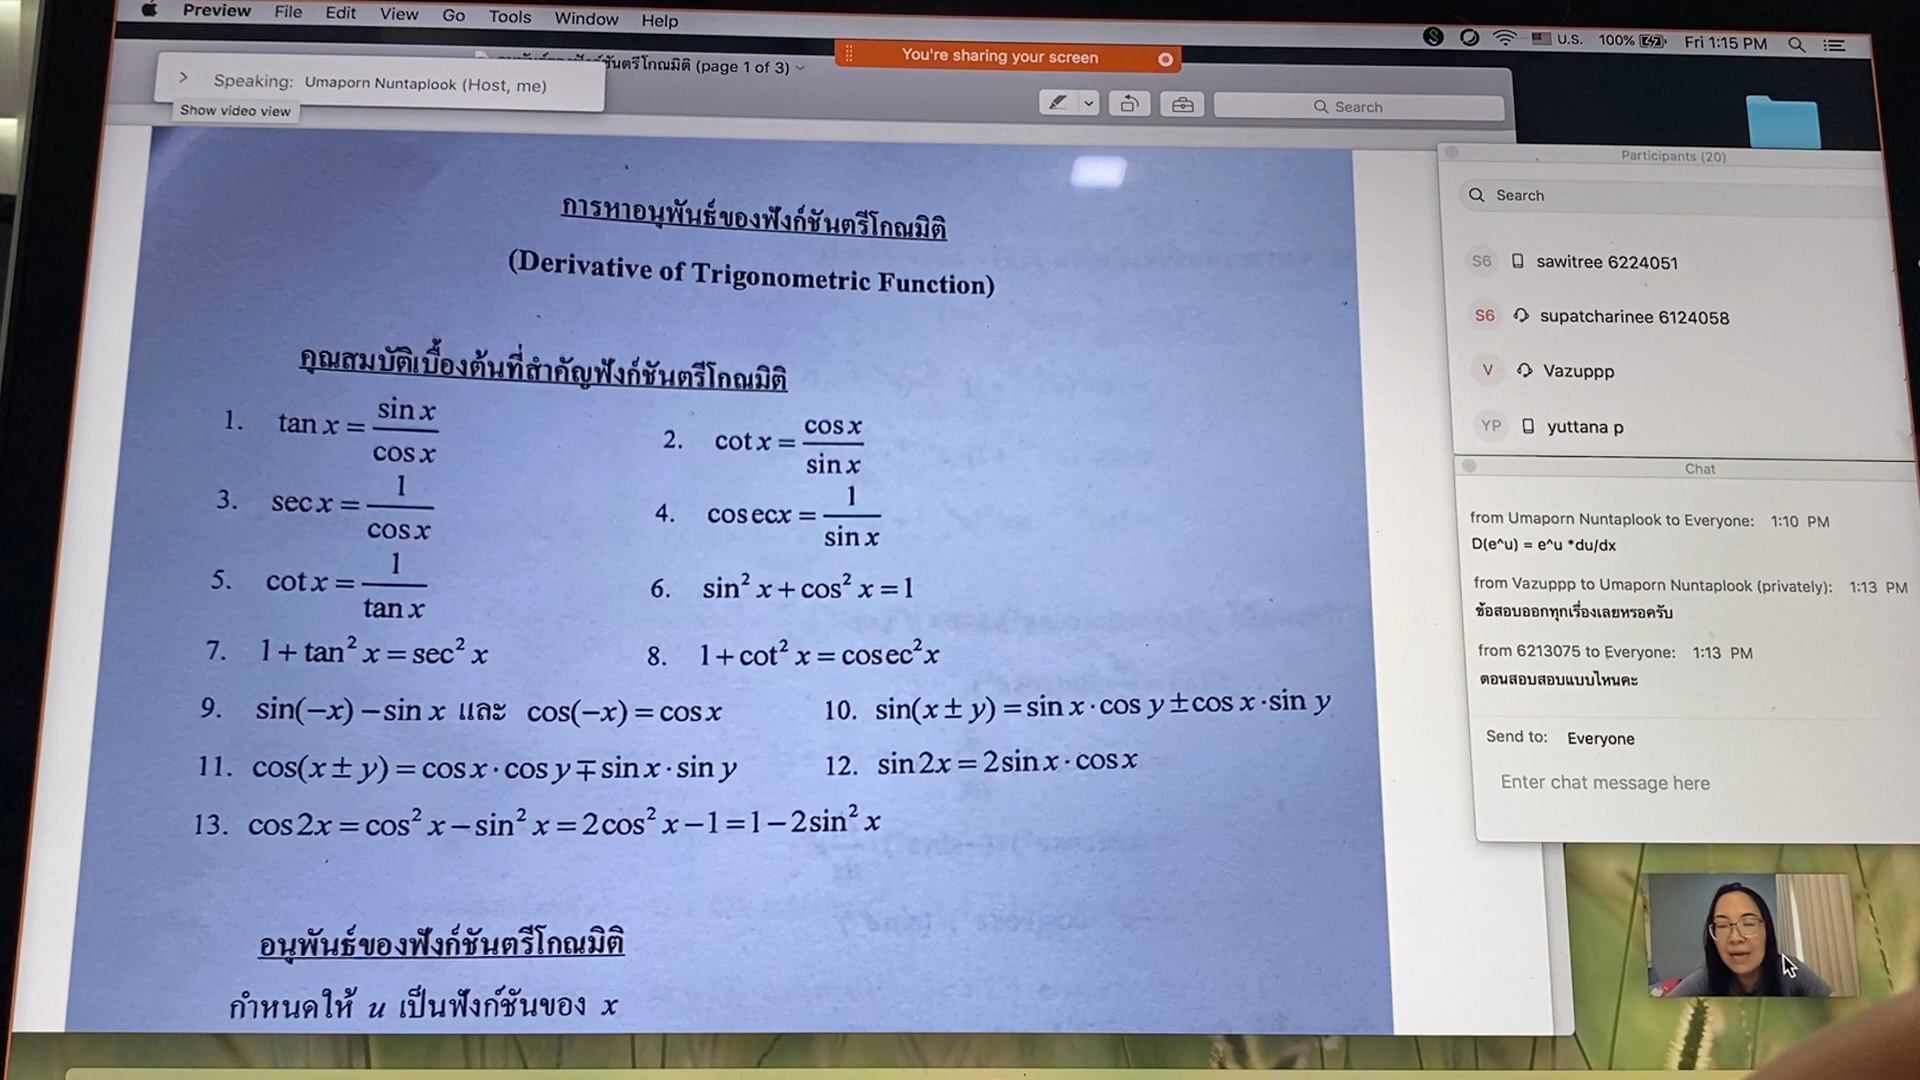 Preview File Edit View Go Tools Window Help
U.S. 100% Fri 1:15 PM
ันตรีโกณมิติ (page 1 of 3)
You're sharing your screen
Speaking: Umaporn Nuntaplook (Host, me)
Show video view
Search
การหาอนุพันธ์ของฟังก์ชันตรีโกณมิติ
(Derivative of Trigonometric Function)
คุณสมบัติเบื้องต้นที่สำคัญฟังก์ชันตรีโกณมิติ
1. tan x = sin x / cos x
2. cot x = cos x / sin x
3. sec x = 1 / cos x
4. cosecx = 1 / sin x
5. cot x = 1 / tan x
6. sin² x + cos² x = 1
7. 1 + tan² x = sec² x
8. 1 + cot² x = cosec²x
9. sin(−x) − sin x และ cos(−x) = cos x
10. sin(x ± y) = sin x · cos y ± cos x · sin y
11. cos(x ± y) = cos x · cos y ∓ sin x · sin y
12. sin 2x = 2sin x · cos x
13. cos 2x = cos² x − sin² x = 2cos² x − 1 = 1 − 2sin² x
อนุพันธ์ของฟังก์ชันตรีโกณมิติ
กำหนดให้ u เป็นฟังก์ชันของ x
Participants (20)
Search
S6 sawitree 6224051
S6 supatcharinee 6124058
V Vazuppp
YP yuttana p
Chat
from Umaporn Nuntaplook to Everyone: 1:10 PM
D(e^u) = e^u *du/dx
from Vazuppp to Umaporn Nuntaplook (privately): 1:13 PM
ข้อสอบออกทุกเรื่องเลยหรอครับ
from 6213075 to Everyone: 1:13 PM
ตอนสอบสอบแบบไหนคะ
Send to: Everyone
Enter chat message here